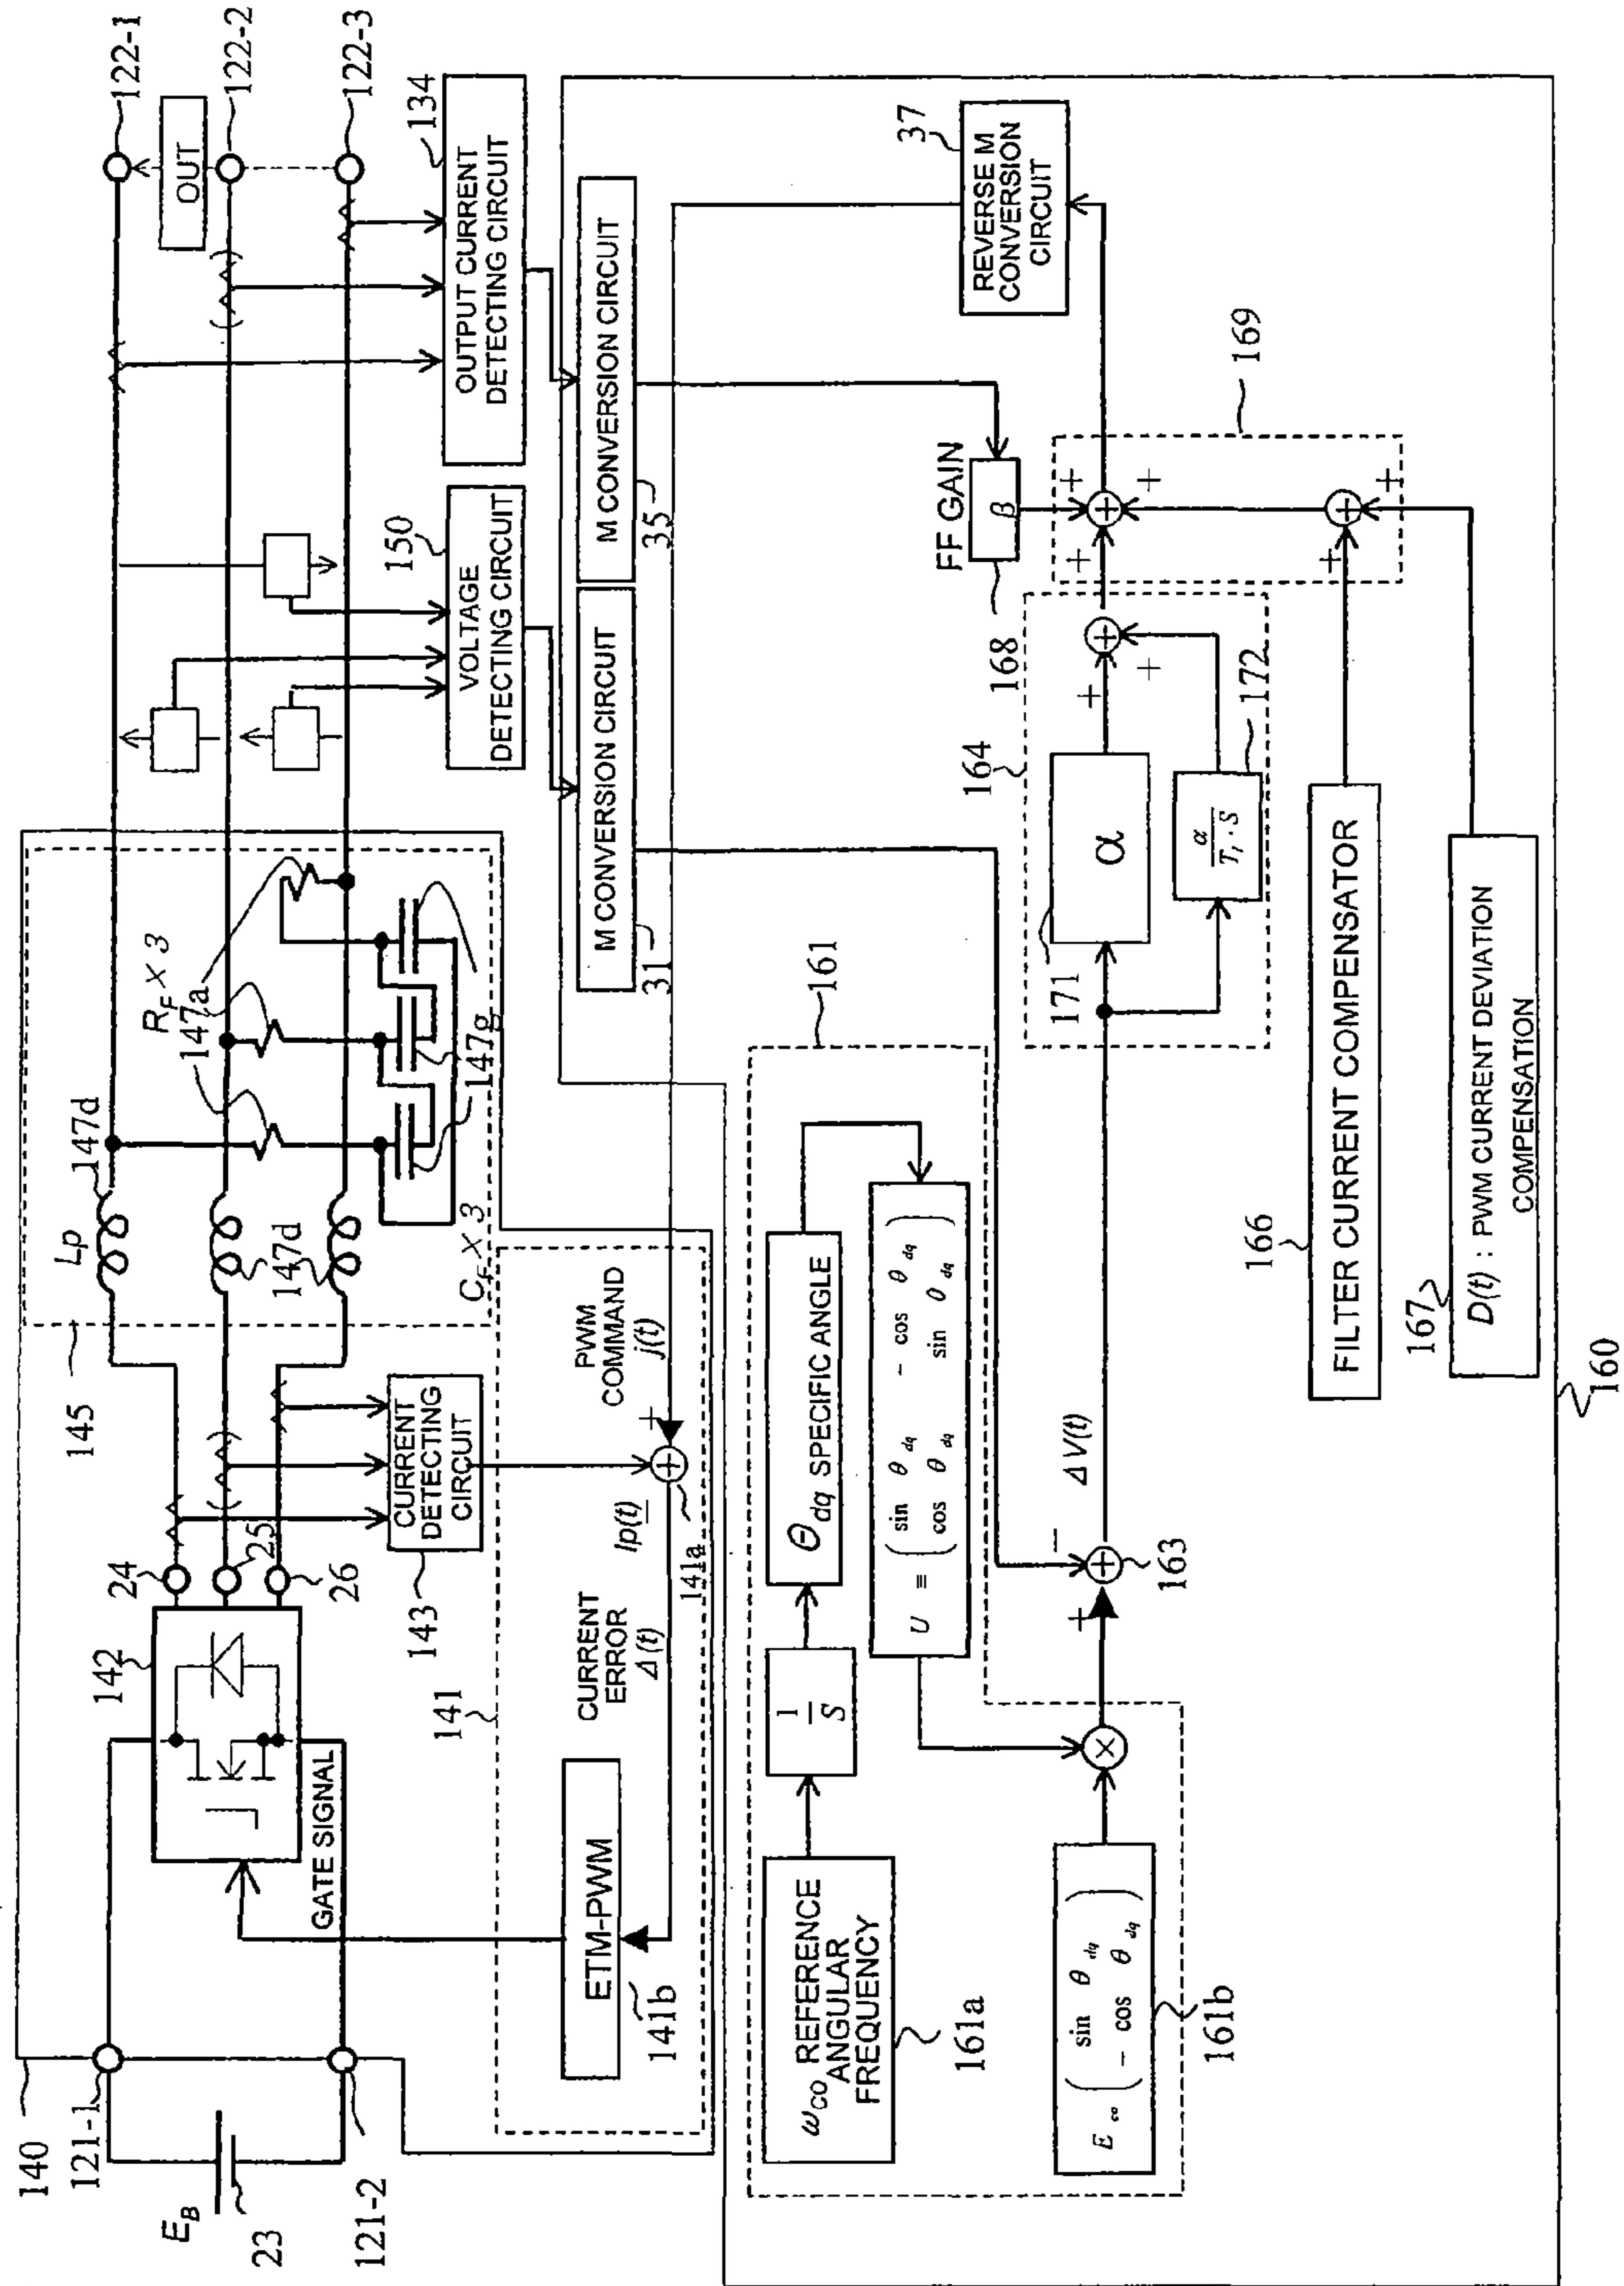 140
121-1
E_B
23
121-2
142
GATE SIGNAL
24
25
26
CURRENT
DETECTING
CIRCUIT
143
145
Lp
147d
147d
R_F × 3
147a
147g
C_F × 3
OUT
122-1
122-2
122-3
134
OUTPUT CURRENT
DETECTING CIRCUIT
150
VOLTAGE
DETECTING CIRCUIT
M CONVERSION CIRCUIT
35
M CONVERSION CIRCUIT
31
141
ETM-PWM
141b
CURRENT
ERROR
Δ(t)
Ip(t)
−
+
141a
PWM
COMMAND
j(t)
37
REVERSE M
CONVERSION
CIRCUIT
161
ω_CO REFERENCE
ANGULAR
FREQUENCY
161a
1
S
Θ_dq SPECIFIC ANGLE
U ≡ ( sin θ_dq − cos θ_dq )
( cos θ_dq sin θ_dq )
E_co ( sin θ_dq )
( − cos θ_dq )
161b
×
+
−
+
163
ΔV(t)
164
171
α
α
T_I · S
172
+
+
+
FF GAIN
β
168
169
+
+
+
+
+
+
+
166
FILTER CURRENT COMPENSATOR
167
D(t) : PWM CURRENT DEVIATION
COMPENSATION
160